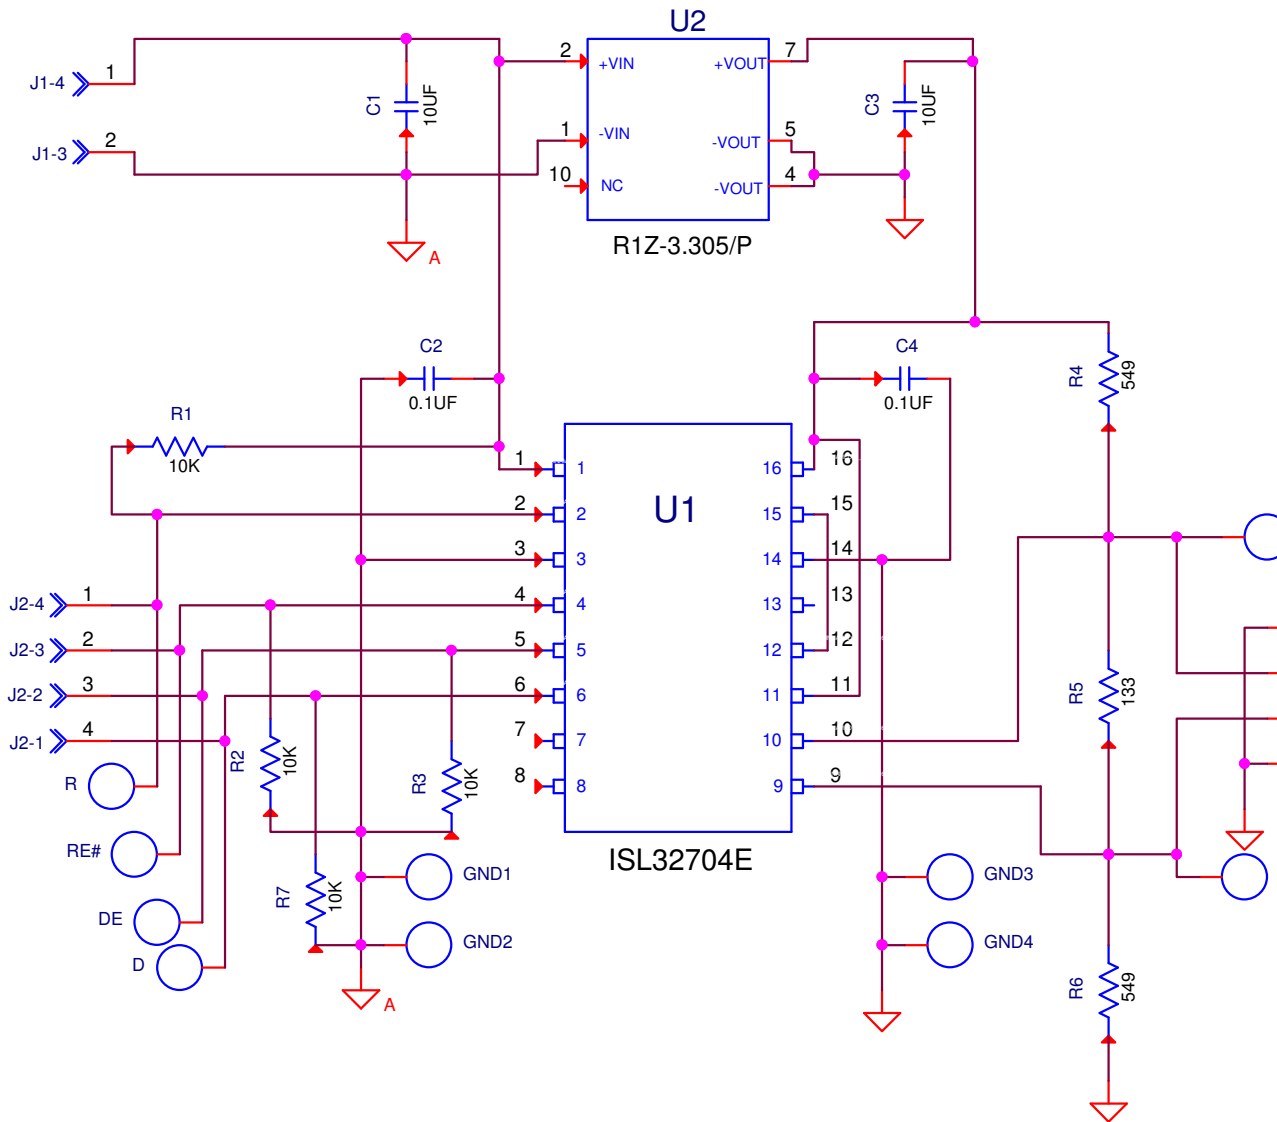 U2
J1-4
1
2
+VIN
+VOUT
7
C1
10UF
C3
10UF
J1-3
2
1
-VIN
-VOUT
5
10
NC
-VOUT
4
A
R1Z-3.305/P
C2
0.1UF
C4
0.1UF
R4
549
R1
10K
U1
1
1
16
16
2
2
15
15
3
3
14
14
J2-4
1
4
4
13
13
J2-3
2
5
5
12
12
J2-2
3
6
6
11
11
R5
133
J2-1
4
7
7
10
10
R2
10K
R3
10K
R
8
8
9
9
RE#
ISL32704E
R7
10K
GND1
GND3
DE
GND2
GND4
D
R6
549
A